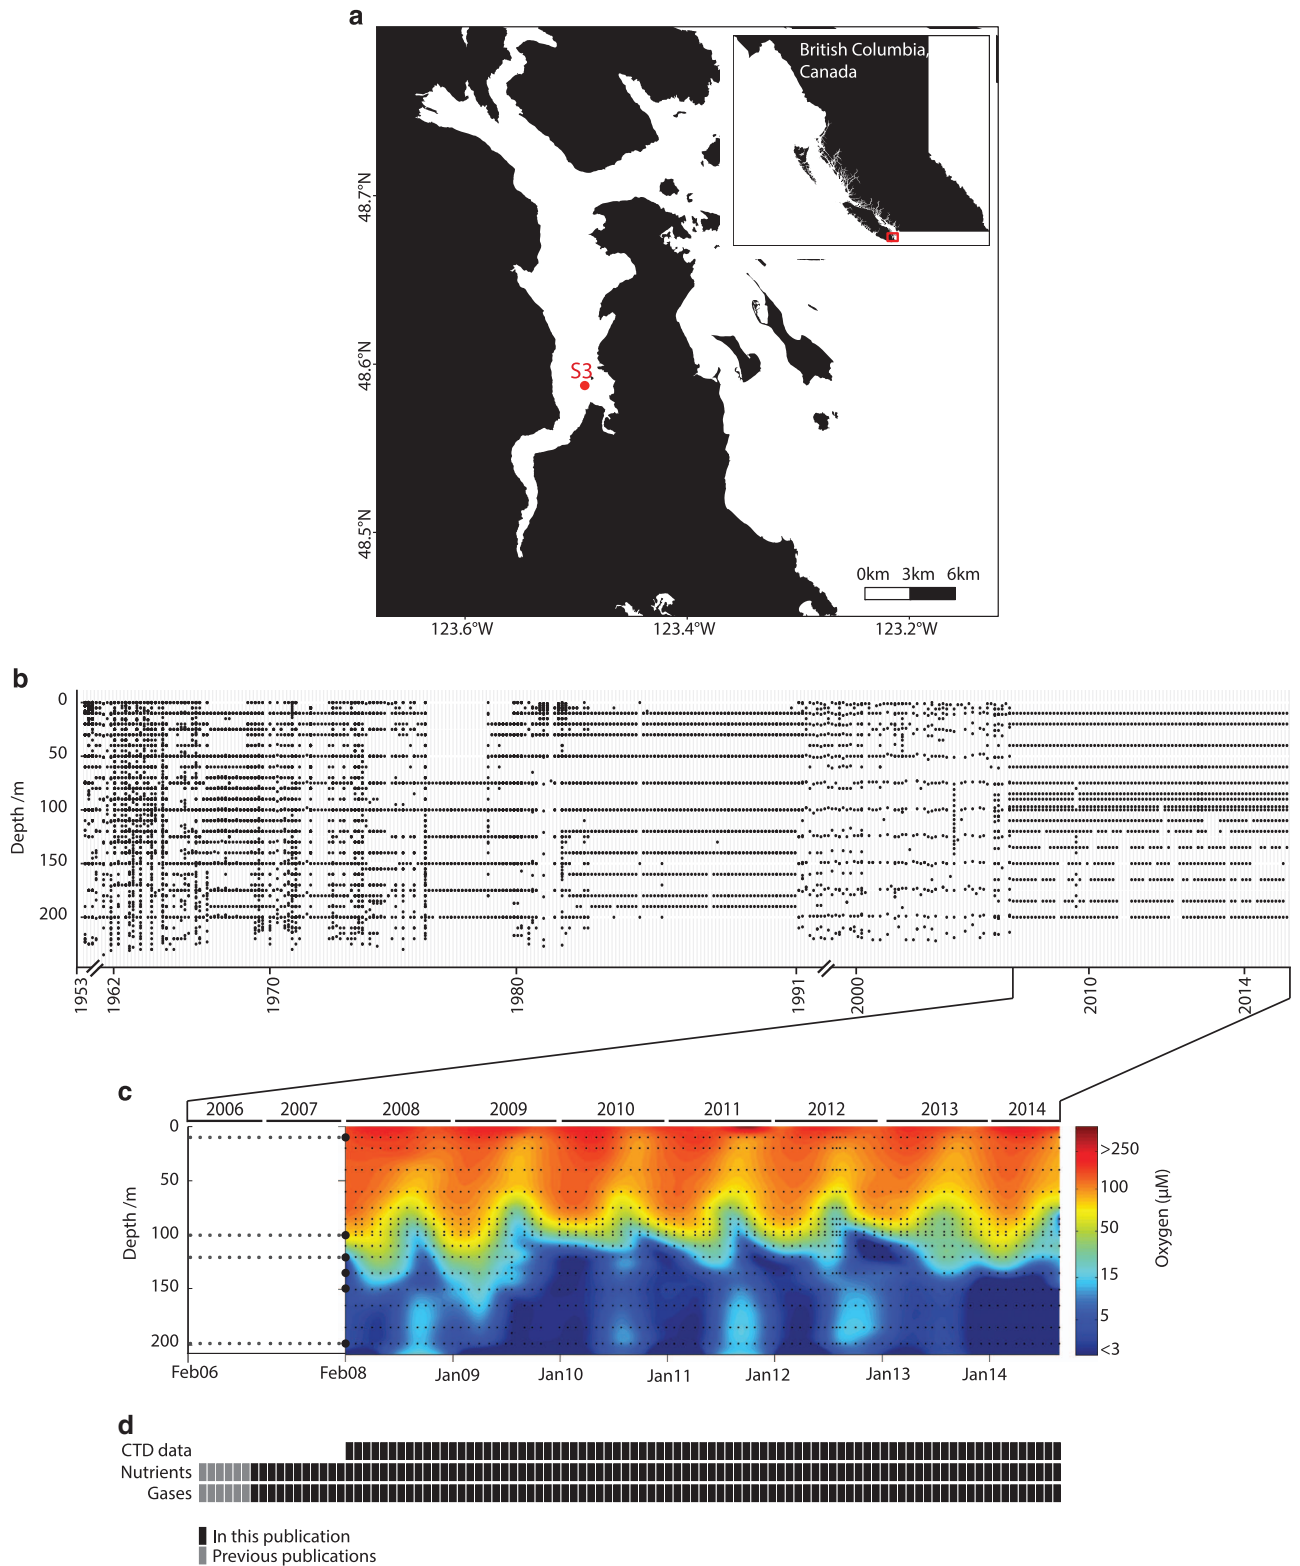 a
British Columbia,
Canada
48.7°N
48.6°N
48.5°N
S3
0km 3km 6km
123.6°W 123.4°W 123.2°W
b
Depth /m
0
50
100
150
200
1953 1962 1970 1980 1991 2000 2010 2014
c
2006 2007 2008 2009 2010 2011 2012 2013 2014
Depth /m
0
50
100
150
200
Feb06 Feb08 Jan09 Jan10 Jan11 Jan12 Jan13 Jan14
>250
100
50
15
5
<3
Oxygen (µM)
d
CTD data
Nutrients
Gases
In this publication
Previous publications